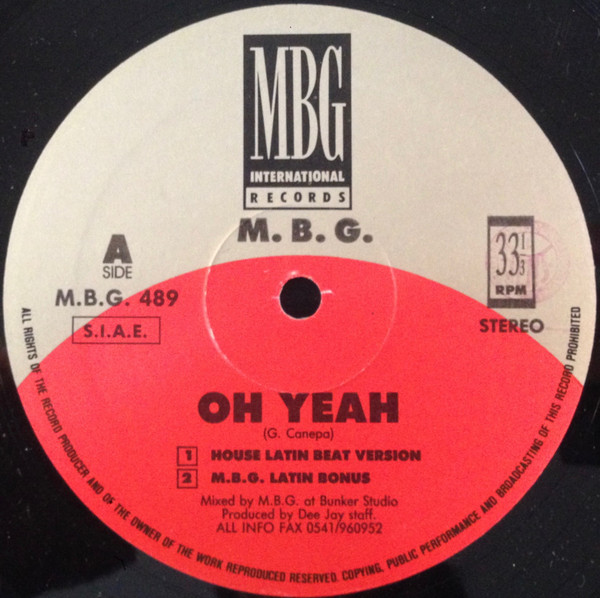 MBG
INTERNATIONAL
RECORDS
M. B. G.
A
SIDE
M.B.G. 489
S.I.A.E.
33 1/3
RPM
STEREO
OH YEAH
(G. Canepa)
1 HOUSE LATIN BEAT VERSION
2 M.B.G. LATIN BONUS
Mixed by M.B.G. at Bunker Studio
Produced by Dee Jay staff.
ALL INFO FAX 0541/960952
ALL RIGHTS OF THE RECORD PRODUCER AND OF THE OWNER OF THE WORK REPRODUCED RESERVED. COPYING, PUBLIC PERFORMANCE AND BROADCASTING OF THIS RECORD PROHIBITED